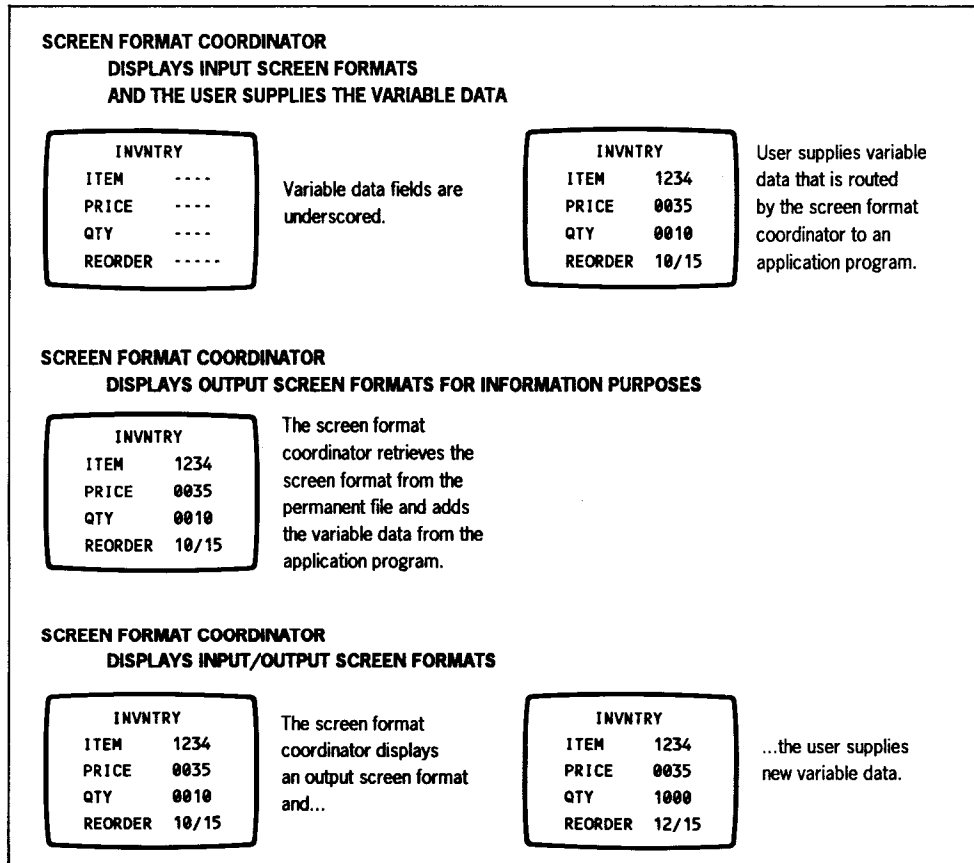 SCREEN FORMAT COORDINATOR
DISPLAYS INPUT SCREEN FORMATS
AND THE USER SUPPLIES THE VARIABLE DATA
INVNTRY
ITEM ----
PRICE ----
QTY ----
REORDER -----
Variable data fields are
underscored.
INVNTRY
ITEM 1234
PRICE 0035
QTY 0010
REORDER 10/15
User supplies variable
data that is routed
by the screen format
coordinator to an
application program.
SCREEN FORMAT COORDINATOR
DISPLAYS OUTPUT SCREEN FORMATS FOR INFORMATION PURPOSES
INVNTRY
ITEM 1234
PRICE 0035
QTY 0010
REORDER 10/15
The screen format
coordinator retrieves the
screen format from the
permanent file and adds
the variable data from the
application program.
SCREEN FORMAT COORDINATOR
DISPLAYS INPUT/OUTPUT SCREEN FORMATS
INVNTRY
ITEM 1234
PRICE 0035
QTY 0010
REORDER 10/15
The screen format
coordinator displays
an output screen format
and...
INVNTRY
ITEM 1234
PRICE 0035
QTY 1000
REORDER 12/15
...the user supplies
new variable data.